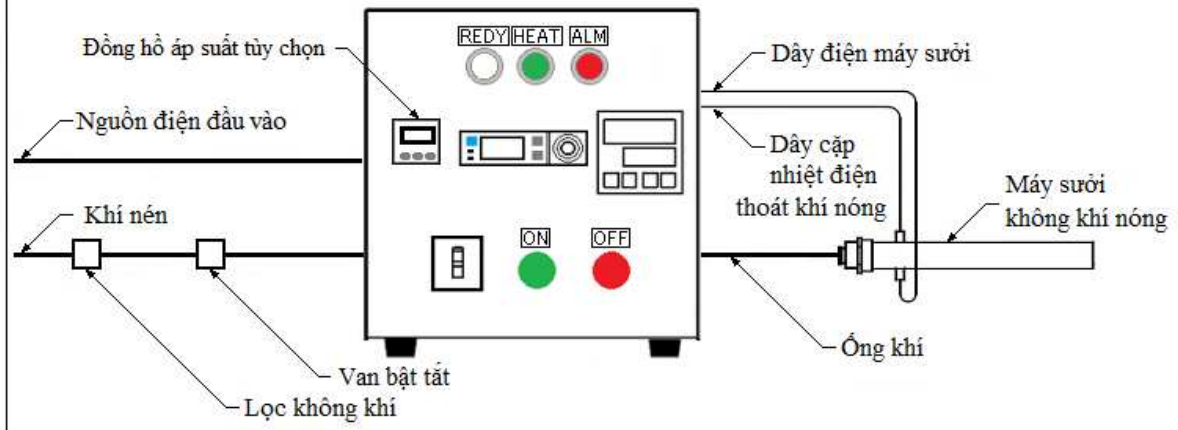 REDY HEAT ALM
Đồng hồ áp suất tùy chọn
Dây điện máy sưởi
Nguồn điện đầu vào
Dây cặp
nhiệt điện
thoát khí nóng
Máy sưởi
không khí nóng
Khí nén
ON OFF
Ống khí
Van bật tắt
Lọc không khí